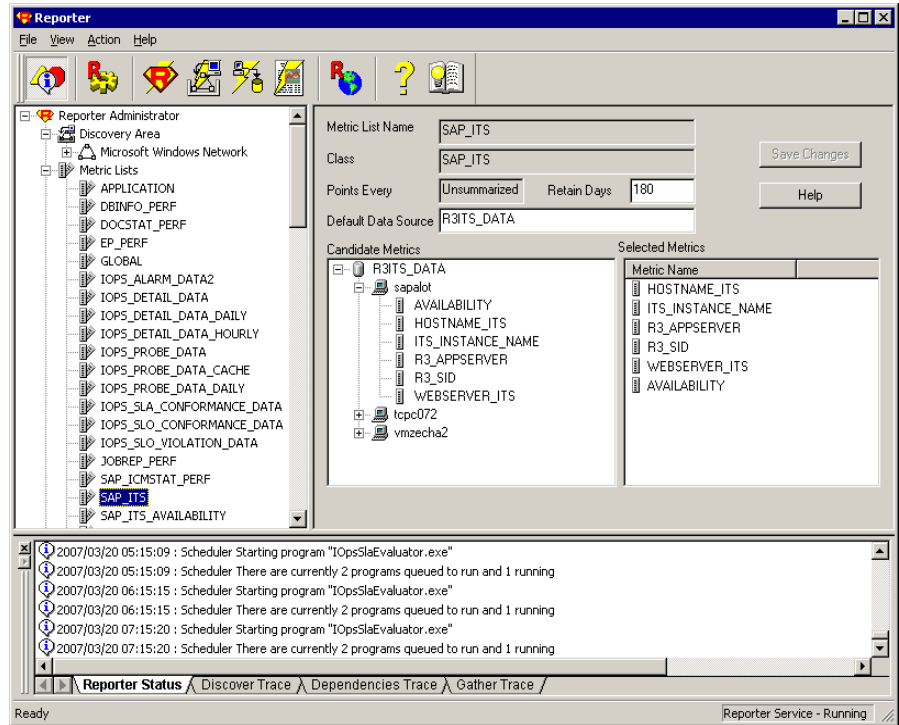 Reporter
File View Action Help
Reporter Administrator
Discovery Area
Microsoft Windows Network
Metric Lists
APPLICATION
DBINFO_PERF
DOCSTAT_PERF
EP_PERF
GLOBAL
IOPS_ALARM_DATA2
IOPS_DETAIL_DATA
IOPS_DETAIL_DATA_DAILY
IOPS_DETAIL_DATA_HOURLY
IOPS_PROBE_DATA
IOPS_PROBE_DATA_CACHE
IOPS_PROBE_DATA_DAILY
IOPS_SLA_CONFORMANCE_DATA
IOPS_SLO_CONFORMANCE_DATA
IOPS_SLO_VIOLATION_DATA
JOBREP_PERF
SAP_ICMSTAT_PERF
SAP_ITS
SAP_ITS_AVAILABILITY
Metric List Name SAP_ITS
Class SAP_ITS
Points Every Unsummarized Retain Days 180
Default Data Source R3ITS_DATA
Save Changes
Help
Candidate Metrics
R3ITS_DATA
sapalot
AVAILABILITY
HOSTNAME_ITS
ITS_INSTANCE_NAME
R3_APPSERVER
R3_SID
WEBSERVER_ITS
tcpc072
vmzecha2
Selected Metrics
Metric Name
HOSTNAME_ITS
ITS_INSTANCE_NAME
R3_APPSERVER
R3_SID
WEBSERVER_ITS
AVAILABILITY
2007/03/20 05:15:09 : Scheduler Starting program "IOpsSlaEvaluator.exe"
2007/03/20 05:15:09 : Scheduler There are currently 2 programs queued to run and 1 running
2007/03/20 06:15:15 : Scheduler Starting program "IOpsSlaEvaluator.exe"
2007/03/20 06:15:15 : Scheduler There are currently 2 programs queued to run and 1 running
2007/03/20 07:15:20 : Scheduler Starting program "IOpsSlaEvaluator.exe"
2007/03/20 07:15:20 : Scheduler There are currently 2 programs queued to run and 1 running
Reporter Status Discover Trace Dependencies Trace Gather Trace
Ready Reporter Service - Running